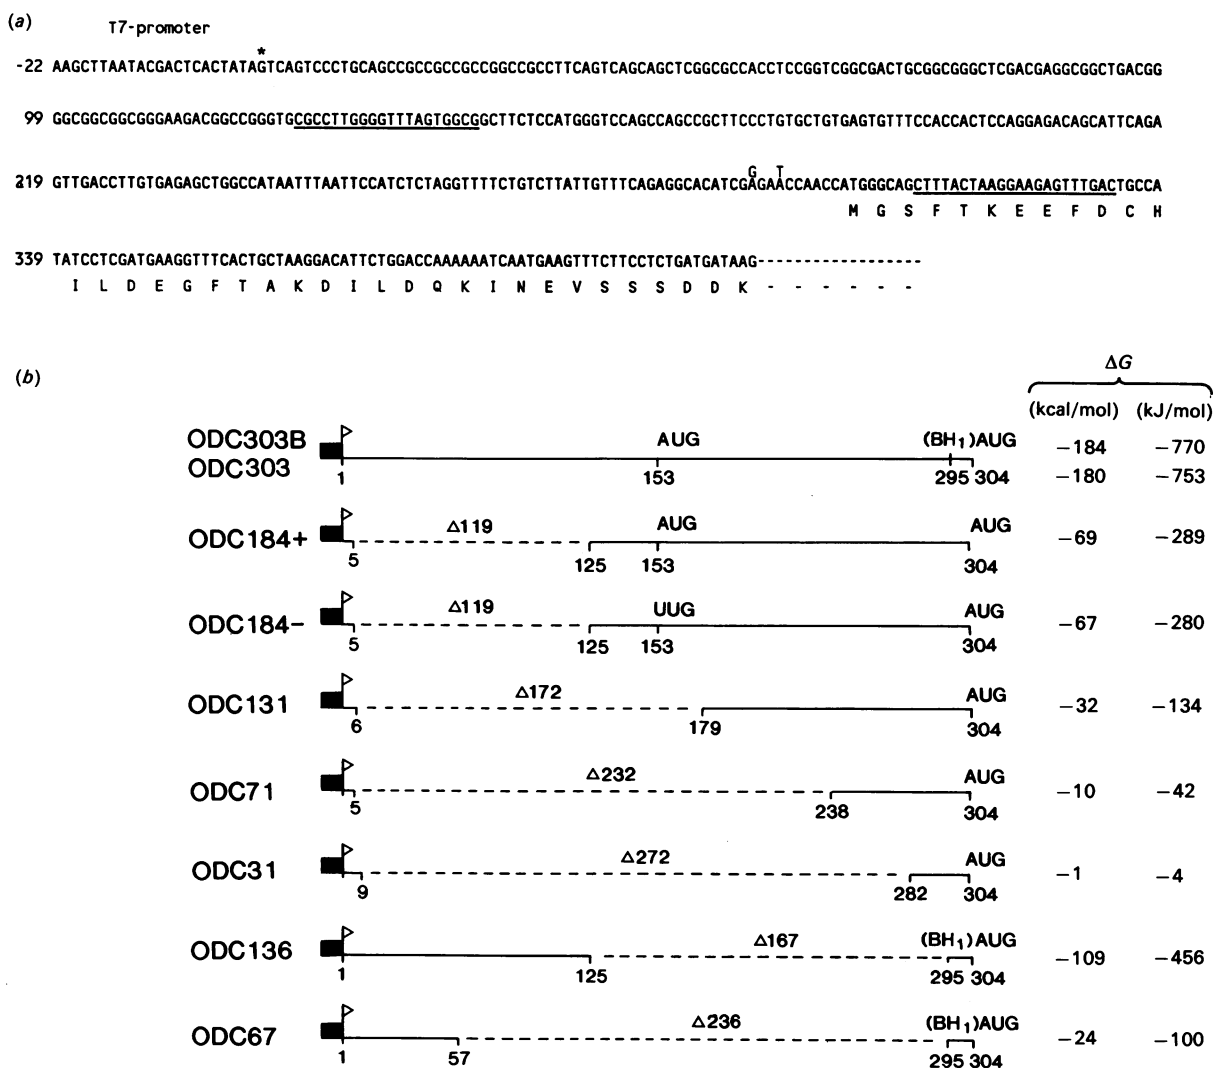 (a)
T7-promoter
*
-22 AAGCTTAATACGACTCACTATAGTCAGTCCCTGCAGCCGCCGCCGCCGGCCGCCTTCAGTCAGCAGCTCGGCGCCACCTCCGGTCGGCGACTGCGGCGGGCTCGACGAGGCGGCTGACGG
99 GGCGGCGGCGGGAAGACGGCCGGGTGCGCCTTGGGGTTTAGTGGCGGCTTCTCCATGGGTCCAGCCAGCCGCTTCCCTGTGCTGTGAGTGTTTCCACCACTCCAGGAGACAGCATTCAGA
G T
219 GTTGACCTTGTGAGAGCTGGCCATAATTTAATTCCATCTCTAGGTTTTCTGTCTTATTGTTTCAGAGGCACATCGAGAACCAACCATGGGCAGCTTTACTAAGGAAGAGTTTGACTGCCA
M G S F T K E E F D C H
339 TATCCTCGATGAAGGTTTCACTGCTAAGGACATTCTGGACCAAAAAATCAATGAAGTTTCTTCCTCTGATGATAAG------------------
I L D E G F T A K D I L D Q K I N E V S S S D D K - - - - - -
(b)
ΔG
(kcal/mol) (kJ/mol)
ODC303B AUG (BH1)AUG −184 −770
ODC303 1 153 295 304 −180 −753
Δ119 AUG AUG
ODC184+ −69 −289
5 125 153 304
Δ119 UUG AUG
ODC184− −67 −280
5 125 153 304
Δ172 AUG
ODC131 −32 −134
6 179 304
Δ232 AUG
ODC71 −10 −42
5 238 304
Δ272 AUG
ODC31 −1 −4
9 282 304
Δ167 (BH1)AUG
ODC136 −109 −456
1 125 295 304
Δ236 (BH1)AUG
ODC67 −24 −100
1 57 295 304